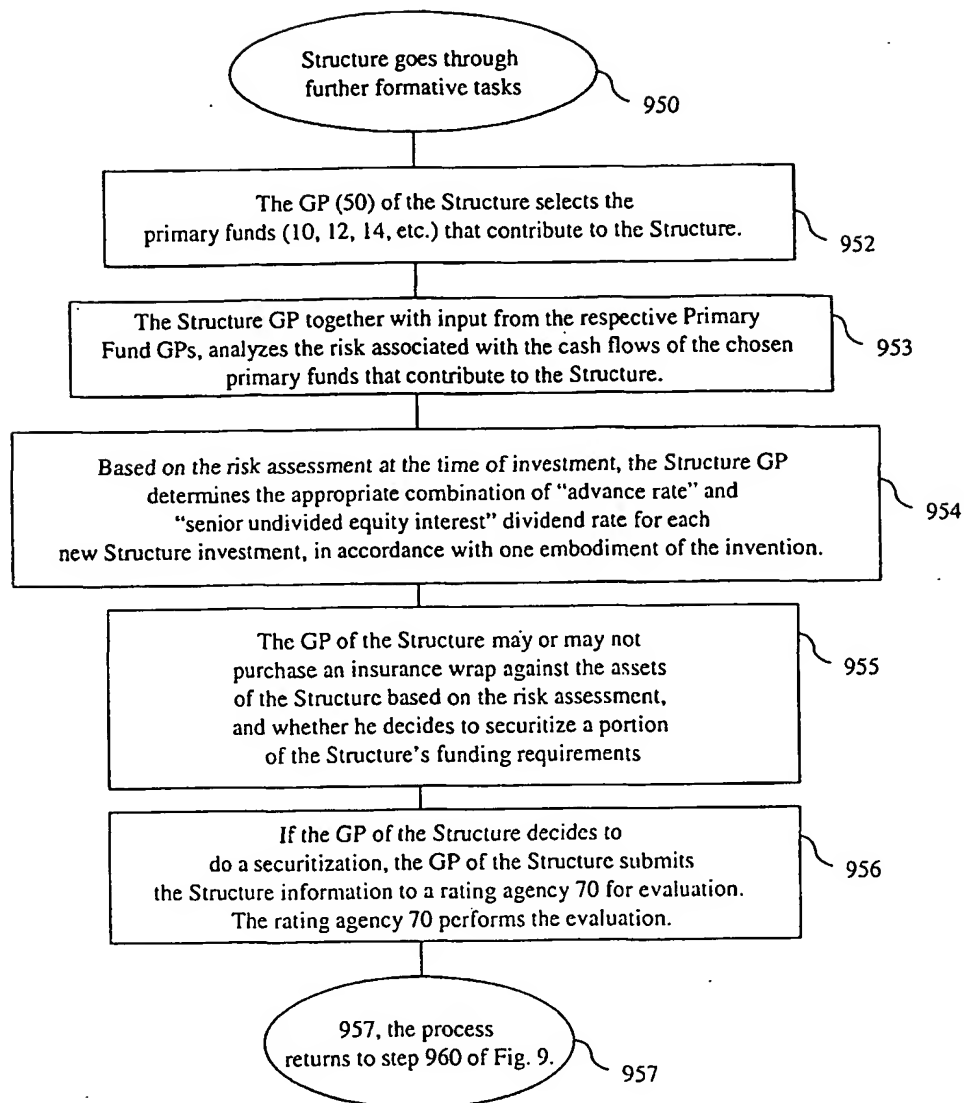 Structure goes through
further formative tasks
950
The GP (50) of the Structure selects the
primary funds (10, 12, 14, etc.) that contribute to the Structure.
952
The Structure GP together with input from the respective Primary
Fund GPs, analyzes the risk associated with the cash flows of the chosen
primary funds that contribute to the Structure.
953
Based on the risk assessment at the time of investment, the Structure GP
determines the appropriate combination of “advance rate” and
“senior undivided equity interest” dividend rate for each
new Structure investment, in accordance with one embodiment of the invention.
954
The GP of the Structure may or may not
purchase an insurance wrap against the assets
of the Structure based on the risk assessment,
and whether he decides to securitize a portion
of the Structure’s funding requirements
955
If the GP of the Structure decides to
do a securitization, the GP of the Structure submits
the Structure information to a rating agency 70 for evaluation.
The rating agency 70 performs the evaluation.
956
957, the process
returns to step 960 of Fig. 9.
957